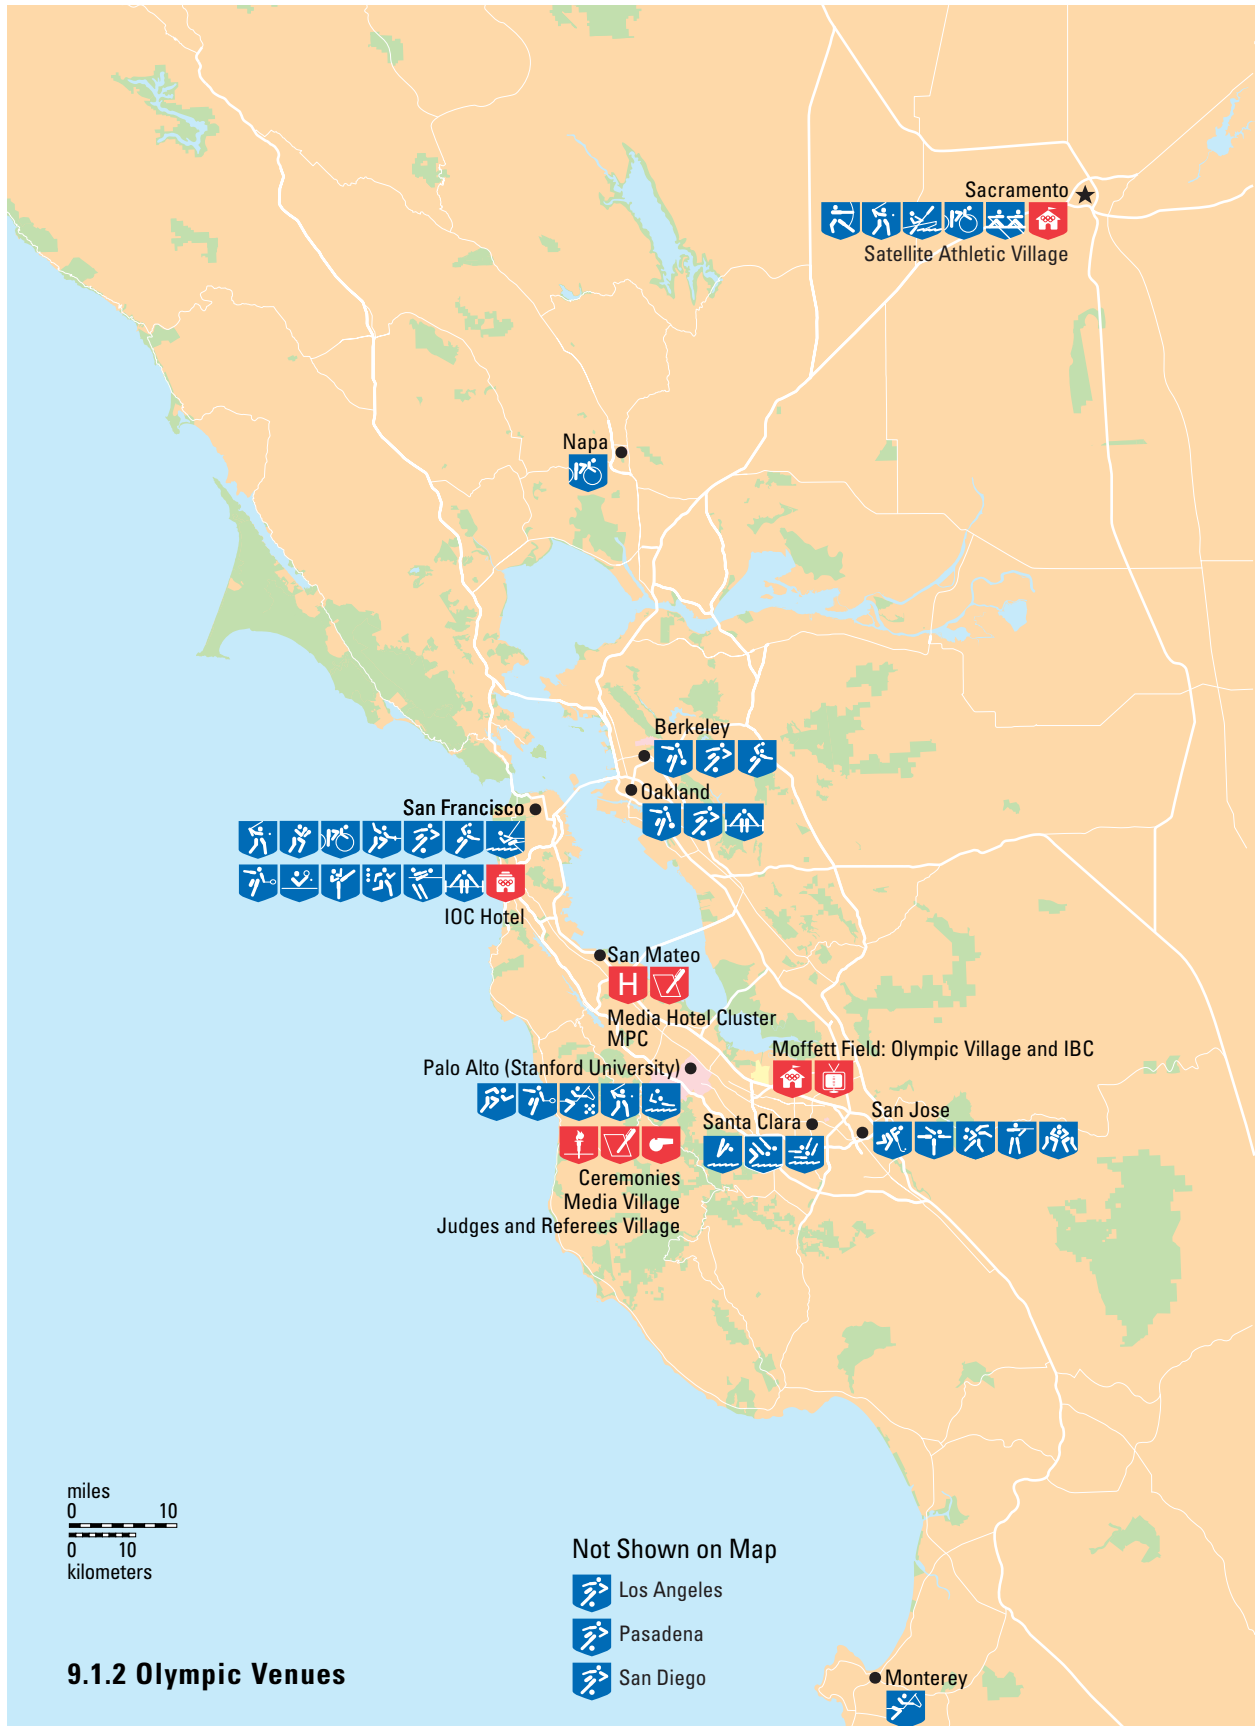 Sacramento
Satellite Athletic Village
Napa
Berkeley
Oakland
San Francisco
IOC Hotel
San Mateo
H
Media Hotel Cluster
MPC
Moffett Field: Olympic Village and IBC
Palo Alto (Stanford University)
San Jose
Santa Clara
Ceremonies
Media Village
Judges and Referees Village
miles
0 10
0 10
kilometers
Not Shown on Map
Los Angeles
Pasadena
San Diego
9.1.2 Olympic Venues
Monterey